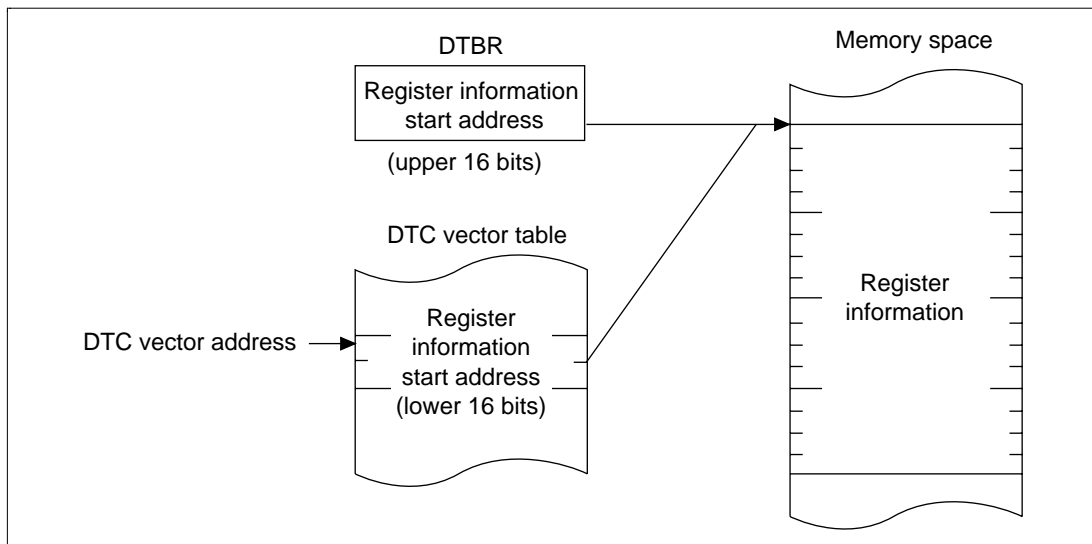 DTBR
Register information
start address
(upper 16 bits)
DTC vector table
DTC vector address
Register
information
start address
(lower 16 bits)
Memory space
Register
information